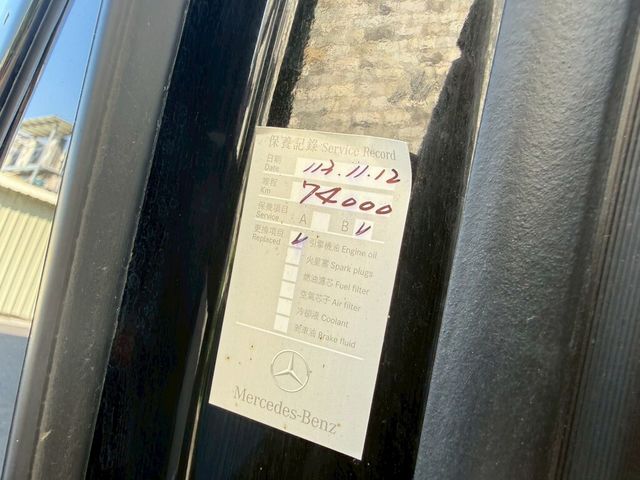 保養記錄 Service Record
日期 Date 113.11.12
里程 Km 74000
保養項目 Service A B V
更換項目 Replaced V 引擎機油 Engine oil
火星塞 Spark plugs
燃油濾芯 Fuel filter
空氣芯子 Air filter
冷卻液 Coolant
剎車油 Brake fluid
Mercedes-Benz